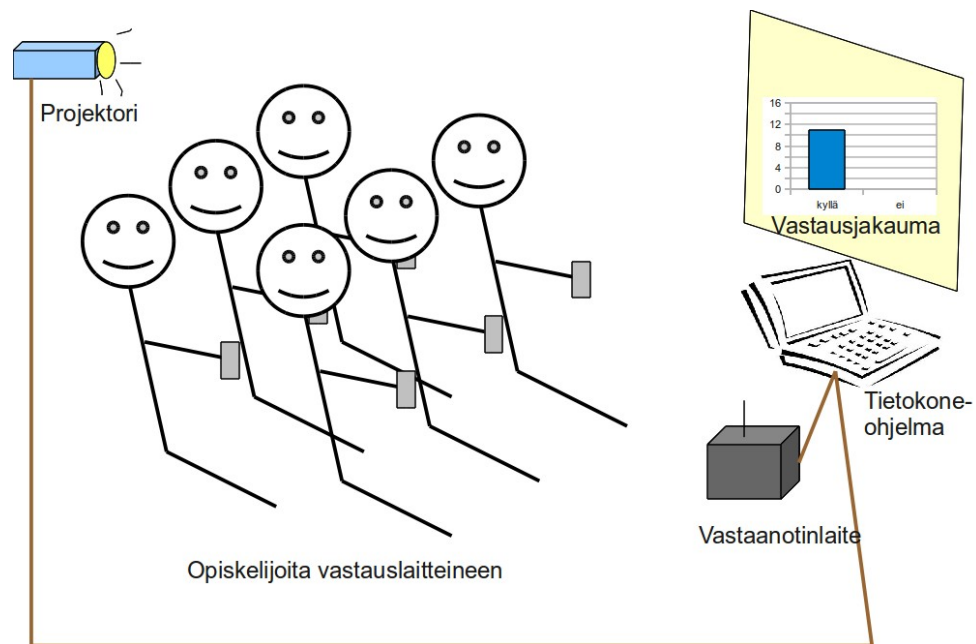 Projektori
16
12
8
4
0
kyllä ei
Vastausjakauma
Tietokone-
ohjelma
Vastaanotinlaite
Opiskelijoita vastauslaitteineen